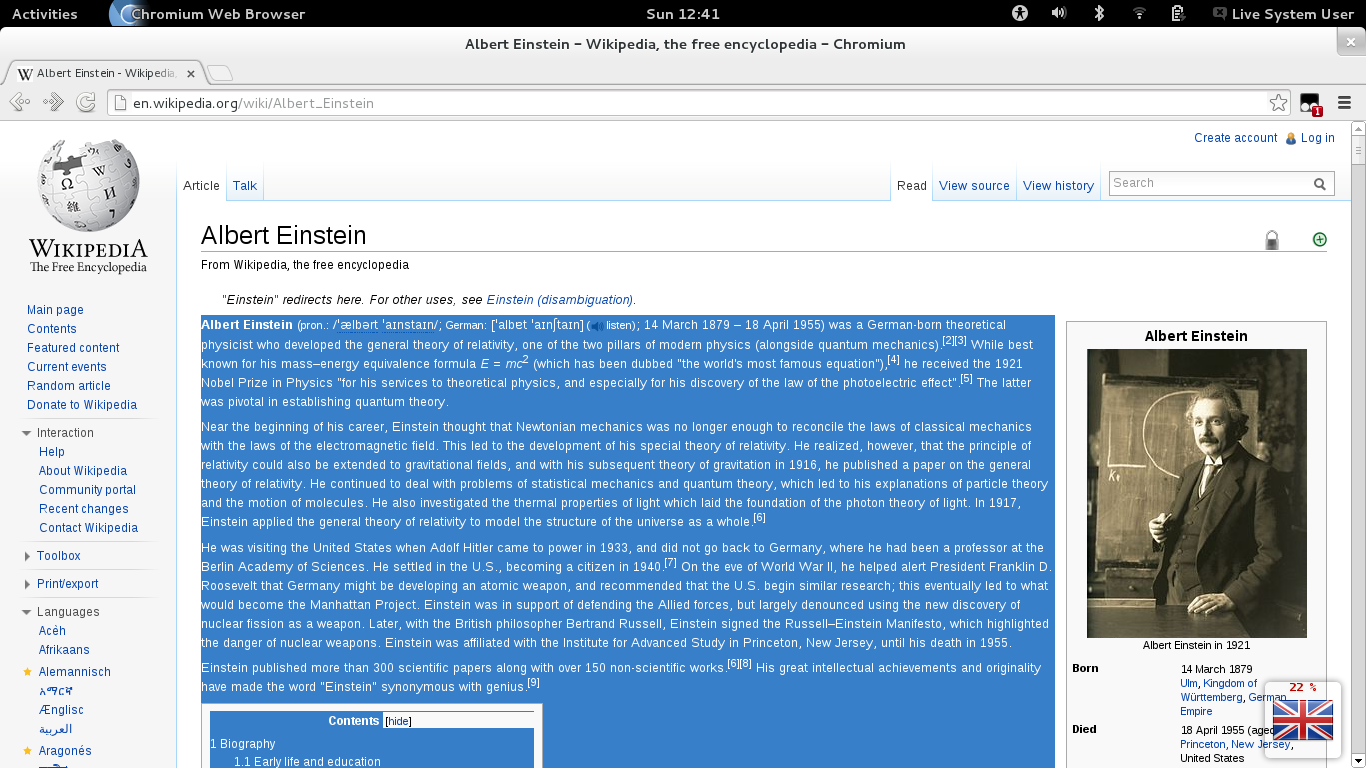 Activities
Chromium Web Browser
Sun 12:41
Live System User
Albert Einstein – Wikipedia, the free encyclopedia – Chromium
Albert Einstein - Wikipedia,
en.wikipedia.org/wiki/Albert_Einstein
Create account
Log in
Article
Talk
Read
View source
View history
Search
WIKIPEDIA
The Free Encyclopedia
Main page
Contents
Featured content
Current events
Random article
Donate to Wikipedia
Interaction
Help
About Wikipedia
Community portal
Recent changes
Contact Wikipedia
Toolbox
Print/export
Languages
Acèh
Afrikaans
Alemannisch
አማርኛ
Ænglisc
العربية
Aragonés
Albert Einstein
From Wikipedia, the free encyclopedia
"Einstein" redirects here. For other uses, see Einstein (disambiguation).
Albert Einstein (pron.: /ˈælbərt ˈaɪnstaɪn/; German: [ˈalbɐt ˈaɪnʃtaɪn] ( listen); 14 March 1879 – 18 April 1955) was a German-born theoretical
physicist who developed the general theory of relativity, one of the two pillars of modern physics (alongside quantum mechanics).[2][3] While best
known for his mass–energy equivalence formula E = mc2 (which has been dubbed "the world's most famous equation"),[4] he received the 1921
Nobel Prize in Physics "for his services to theoretical physics, and especially for his discovery of the law of the photoelectric effect".[5] The latter
was pivotal in establishing quantum theory.
Near the beginning of his career, Einstein thought that Newtonian mechanics was no longer enough to reconcile the laws of classical mechanics
with the laws of the electromagnetic field. This led to the development of his special theory of relativity. He realized, however, that the principle of
relativity could also be extended to gravitational fields, and with his subsequent theory of gravitation in 1916, he published a paper on the general
theory of relativity. He continued to deal with problems of statistical mechanics and quantum theory, which led to his explanations of particle theory
and the motion of molecules. He also investigated the thermal properties of light which laid the foundation of the photon theory of light. In 1917,
Einstein applied the general theory of relativity to model the structure of the universe as a whole.[6]
He was visiting the United States when Adolf Hitler came to power in 1933, and did not go back to Germany, where he had been a professor at the
Berlin Academy of Sciences. He settled in the U.S., becoming a citizen in 1940.[7] On the eve of World War II, he helped alert President Franklin D.
Roosevelt that Germany might be developing an atomic weapon, and recommended that the U.S. begin similar research; this eventually led to what
would become the Manhattan Project. Einstein was in support of defending the Allied forces, but largely denounced using the new discovery of
nuclear fission as a weapon. Later, with the British philosopher Bertrand Russell, Einstein signed the Russell–Einstein Manifesto, which highlighted
the danger of nuclear weapons. Einstein was affiliated with the Institute for Advanced Study in Princeton, New Jersey, until his death in 1955.
Einstein published more than 300 scientific papers along with over 150 non-scientific works.[6][8] His great intellectual achievements and originality
have made the word "Einstein" synonymous with genius.[9]
Contents [hide]
1 Biography
1.1 Early life and education
Albert Einstein
Albert Einstein in 1921
Born
14 March 1879
Ulm, Kingdom of
Württemberg, German
Empire
Died
18 April 1955 (aged
Princeton, New Jersey,
United States
22 %